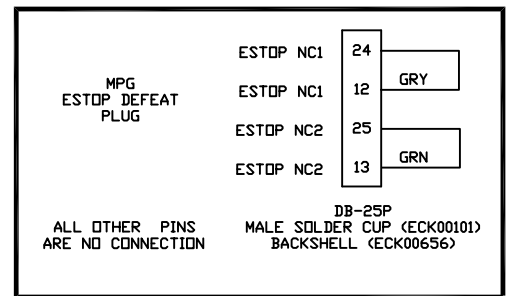 MPG
ESTOP DEFEAT
PLUG
ESTOP NC1 24
ESTOP NC1 12 GRY
ESTOP NC2 25
ESTOP NC2 13 GRN
ALL OTHER PINS
ARE NO CONNECTION
DB-25P
MALE SOLDER CUP (ECK00101)
BACKSHELL (ECK00656)